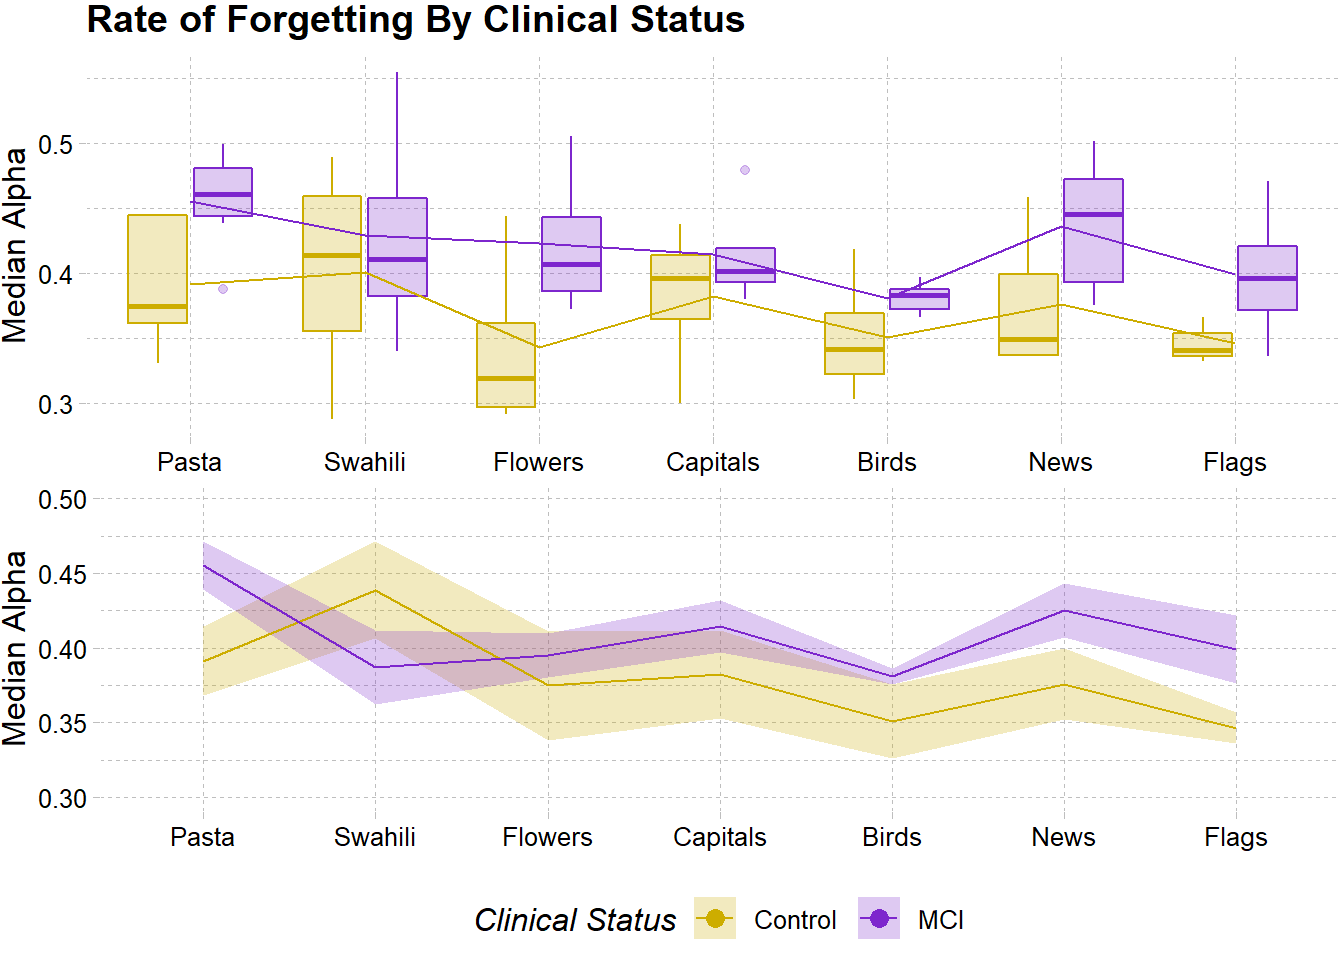 Rate of Forgetting By Clinical Status
Median Alpha
0.5
0.4
0.3
Pasta Swahili Flowers Capitals Birds News Flags
Median Alpha
0.50
0.45
0.40
0.35
0.30
Pasta Swahili Flowers Capitals Birds News Flags
Clinical Status Control MCI